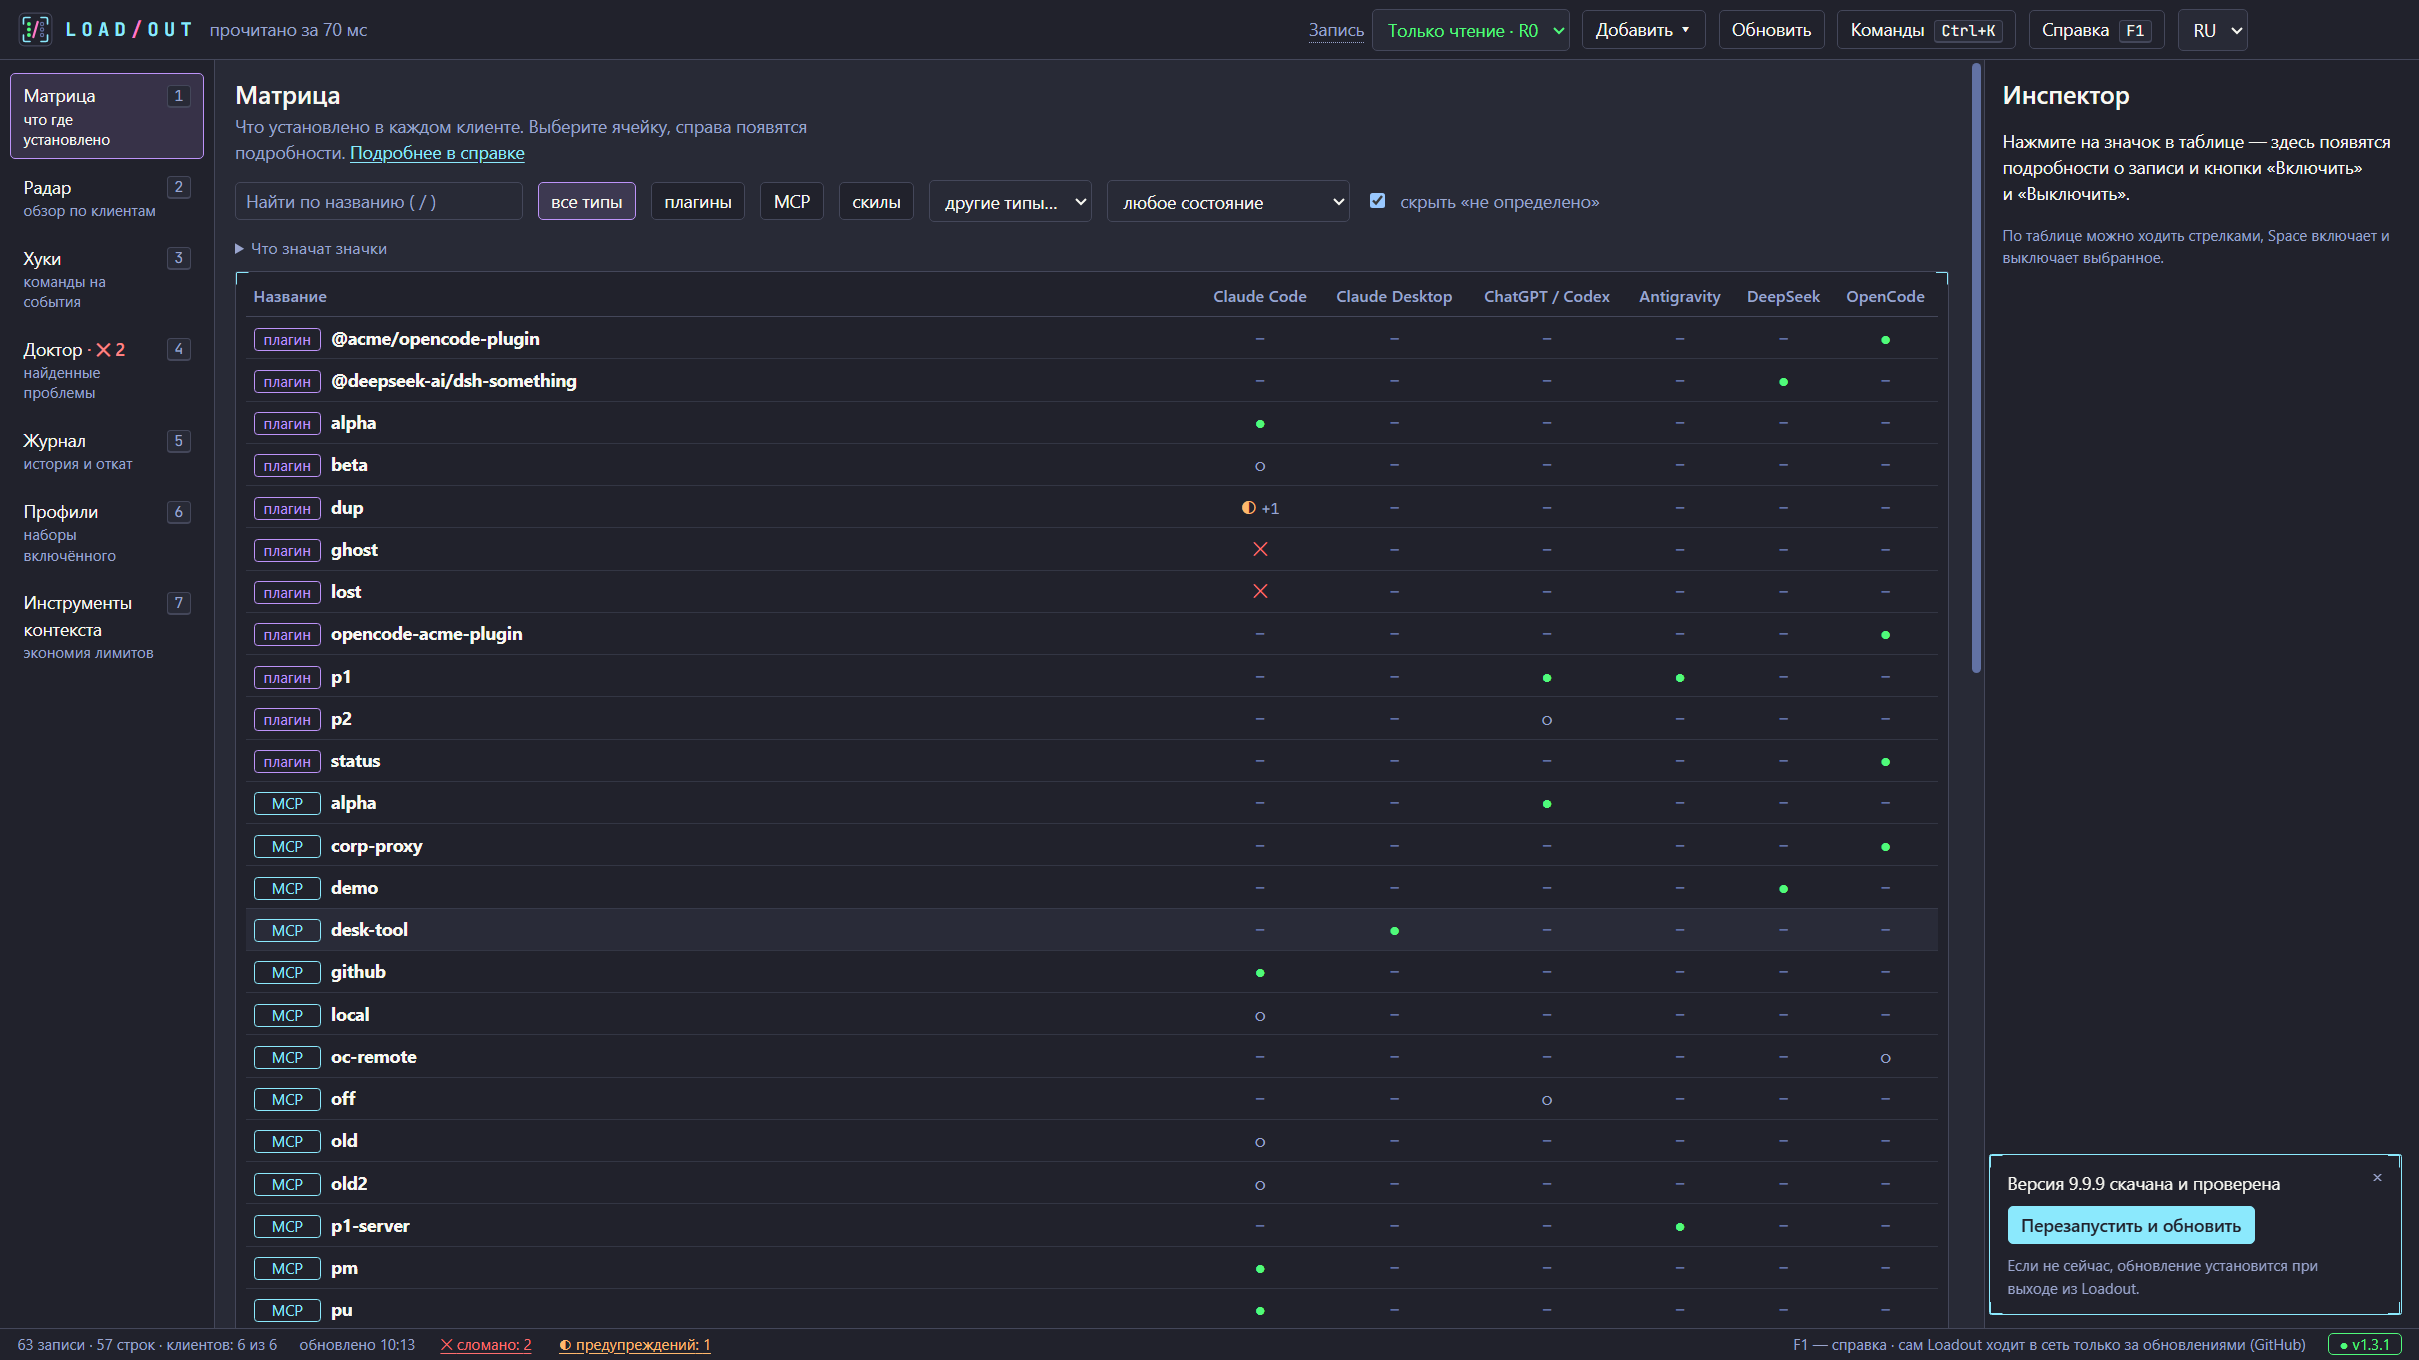 LOAD/OUT прочитано за 70 мс Запись Только чтение · R0 Добавить ▼ Обновить Команды Ctrl+K Справка F1 RU
Матрица 1
что где
установлено
Радар 2
обзор по клиентам
Хуки 3
команды на
события
Доктор · ✕ 2 4
найденные
проблемы
Журнал 5
история и откат
Профили 6
наборы
включённого
Инструменты 7
контекста
экономия лимитов
Матрица
Что установлено в каждом клиенте. Выберите ячейку, справа появятся
подробности. Подробнее в справке
Найти по названию ( / ) все типы плагины MCP скилы другие типы... любое состояние скрыть «не определено»
▶ Что значат значки
Название Claude Code Claude Desktop ChatGPT / Codex Antigravity DeepSeek OpenCode
плагин @acme/opencode-plugin – – – – – ●
плагин @deepseek-ai/dsh-something – – – – ● –
плагин alpha ● – – – – –
плагин beta ○ – – – – –
плагин dup ◐ +1 – – – – –
плагин ghost ✕ – – – – –
плагин lost ✕ – – – – –
плагин opencode-acme-plugin – – – – – ●
плагин p1 – – ● ● – –
плагин p2 – – ○ – – –
плагин status – – – – – ●
MCP alpha – – ● – – –
MCP corp-proxy – – – – – ●
MCP demo – – – – ● –
MCP desk-tool – ● – – – –
MCP github ● – – – – –
MCP local ○ – – – – –
MCP oc-remote – – – – – ○
MCP off – – ○ – – –
MCP old ○ – – – – –
MCP old2 ○ – – – – –
MCP p1-server – – – ● – –
MCP pm ● – – – – –
MCP pu ● – – – – –
Инспектор
Нажмите на значок в таблице — здесь появятся
подробности о записи и кнопки «Включить»
и «Выключить».
По таблице можно ходить стрелками, Space включает и
выключает выбранное.
Версия 9.9.9 скачана и проверена ×
Перезапустить и обновить
Если не сейчас, обновление установится при
выходе из Loadout.
63 записи · 57 строк · клиентов: 6 из 6 обновлено 10:13 ✕ сломано: 2 ◐ предупреждений: 1 F1 — справка · сам Loadout ходит в сеть только за обновлениями (GitHub) ● v1.3.1